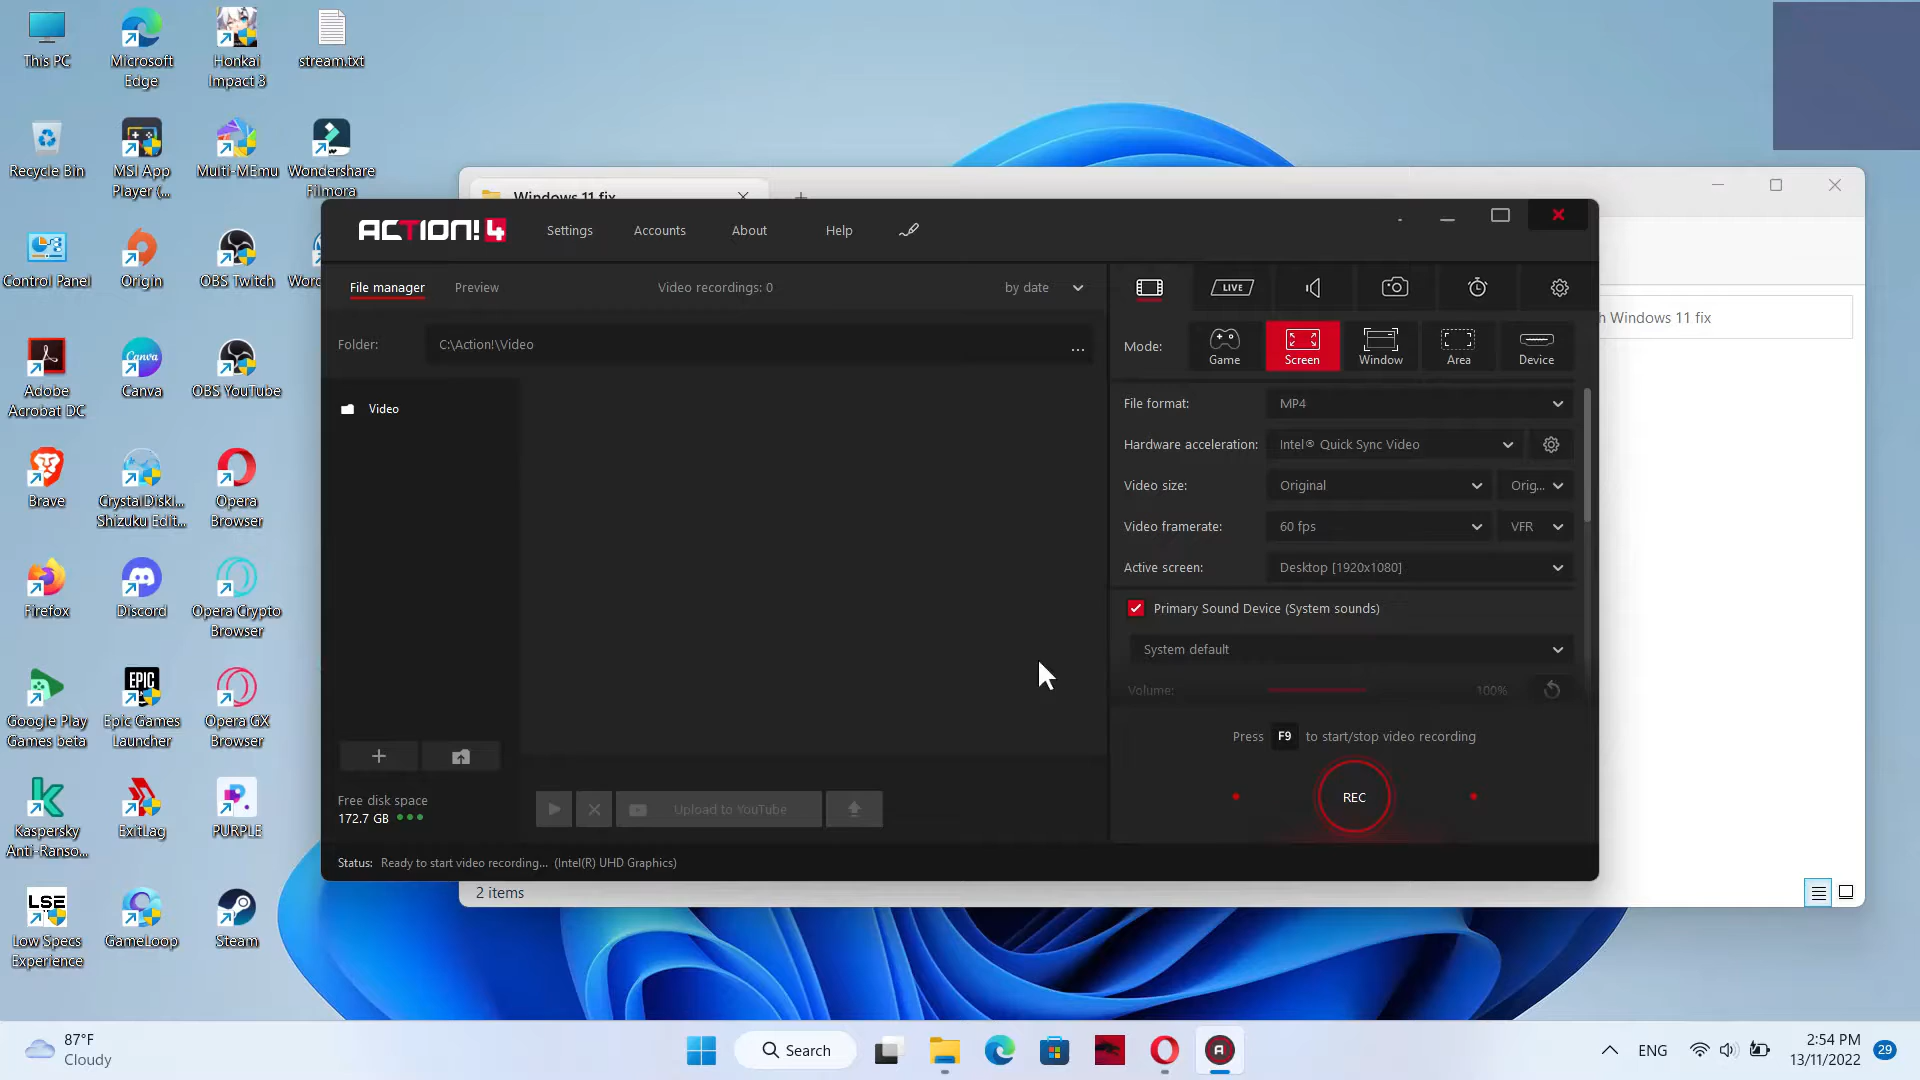 This PC
Microsoft
Edge
Honkai
Impact 3
stream.txt
Recycle Bin
MSI App
Player (...
Multi-MEmu
Wondershare
Filmora
Control Panel
Origin
OBS Twitch
Adobe
Acrobat DC
Canva
Canva
OBS YouTube
Brave
CrystalDiskI...
Shizuku Edit...
Opera
Browser
Firefox
Discord
Opera Crypto
Browser
Google Play
Games beta
EPIC
GAMES
Epic Games
Launcher
Opera GX
Browser
Kaspersky
Anti-Ranso...
ExitLag
PURPLE
LSE
Low Specs
Experience
GameLoop
Steam
Windows 11 fix
ACTION! 4
Settings
Accounts
About
Help
File manager
Preview
Video recordings: 0
by date
LIVE
Folder:
C:\Action!\Video
...
Mode:
Game
Screen
Window
Area
Device
Video
File format:
MP4
Hardware acceleration:
Intel® Quick Sync Video
Video size:
Original
Orig...
Video framerate:
60 fps
VFR
Active screen:
Desktop [1920x1080]
Primary Sound Device (System sounds)
System default
Volume:
100%
Press F9 to start/stop video recording
REC
Free disk space
172.7 GB
Upload to YouTube
Status: Ready to start video recording... (Intel(R) UHD Graphics)
h Windows 11 fix
2 items
87°F
Cloudy
Search
A
ENG
2:54 PM
13/11/2022
29